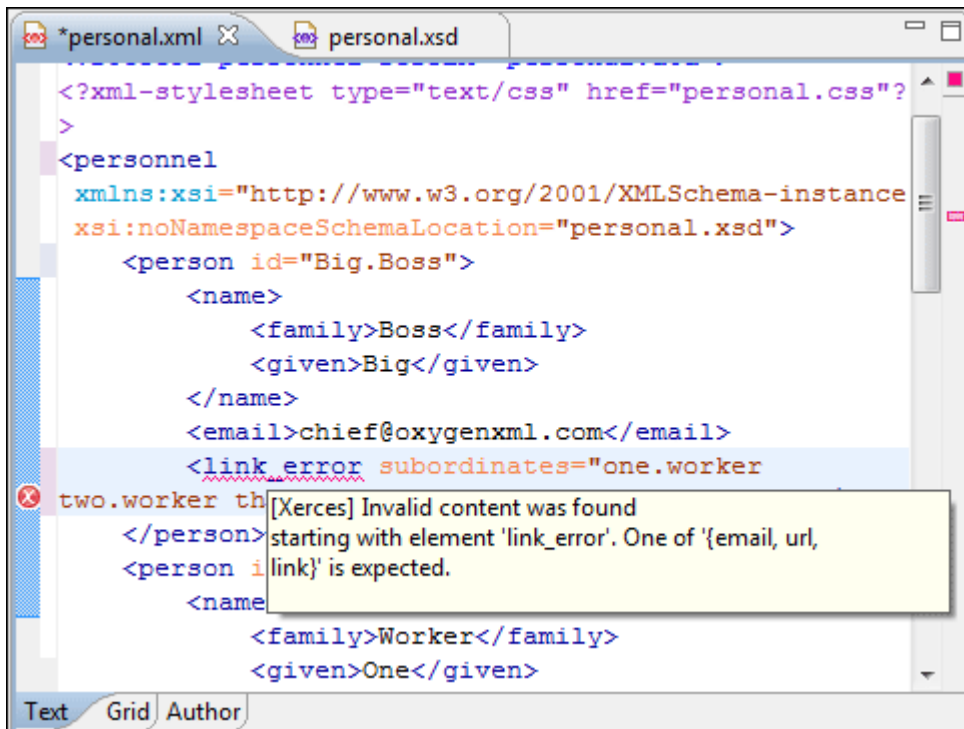 *personal.xml personal.xsd
<?xml-stylesheet type="text/css" href="personal.css"?
>
<personnel
xmlns:xsi="http://www.w3.org/2001/XMLSchema-instance
xsi:noNamespaceSchemaLocation="personal.xsd">
<person id="Big.Boss">
<name>
<family>Boss</family>
<given>Big</given>
</name>
<email>chief@oxygenxml.com</email>
<link_error subordinates="one.worker
two.worker th
[Xerces] Invalid content was found
starting with element 'link_error'. One of '{email, url,
link}' is expected.
</person>
<person i
<name
<family>Worker</family>
<given>One</given>
Text Grid Author